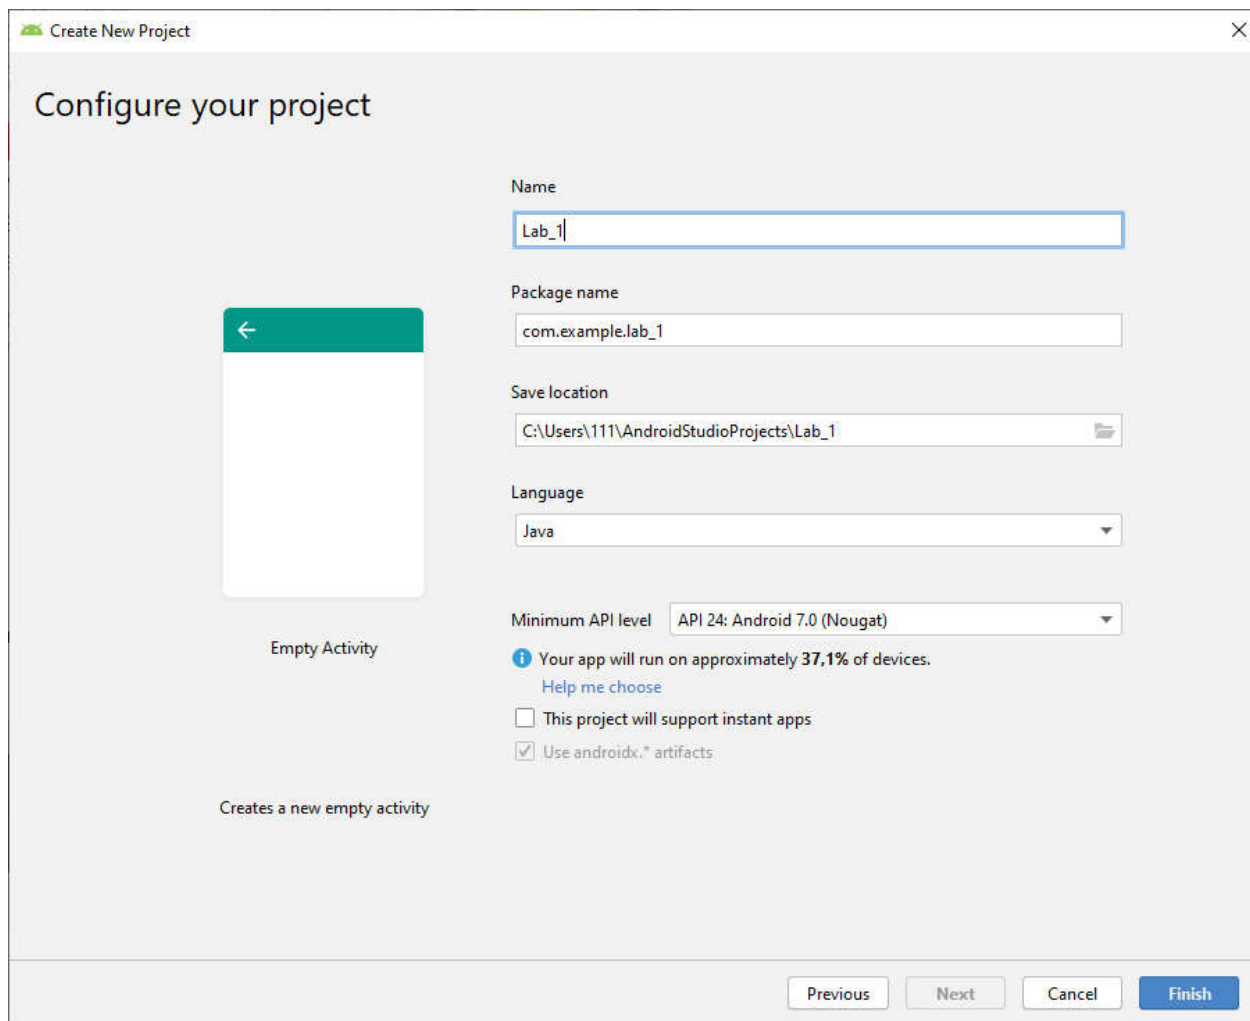 Create New Project
Configure your project
Name
Lab_1
Package name
com.example.lab_1
Save location
C:\Users\111\AndroidStudioProjects\Lab_1
Language
Java
Minimum API level API 24: Android 7.0 (Nougat)
Your app will run on approximately 37,1% of devices.
Help me choose
This project will support instant apps
Use androidx.* artifacts
Empty Activity
Creates a new empty activity
Previous Next Cancel Finish